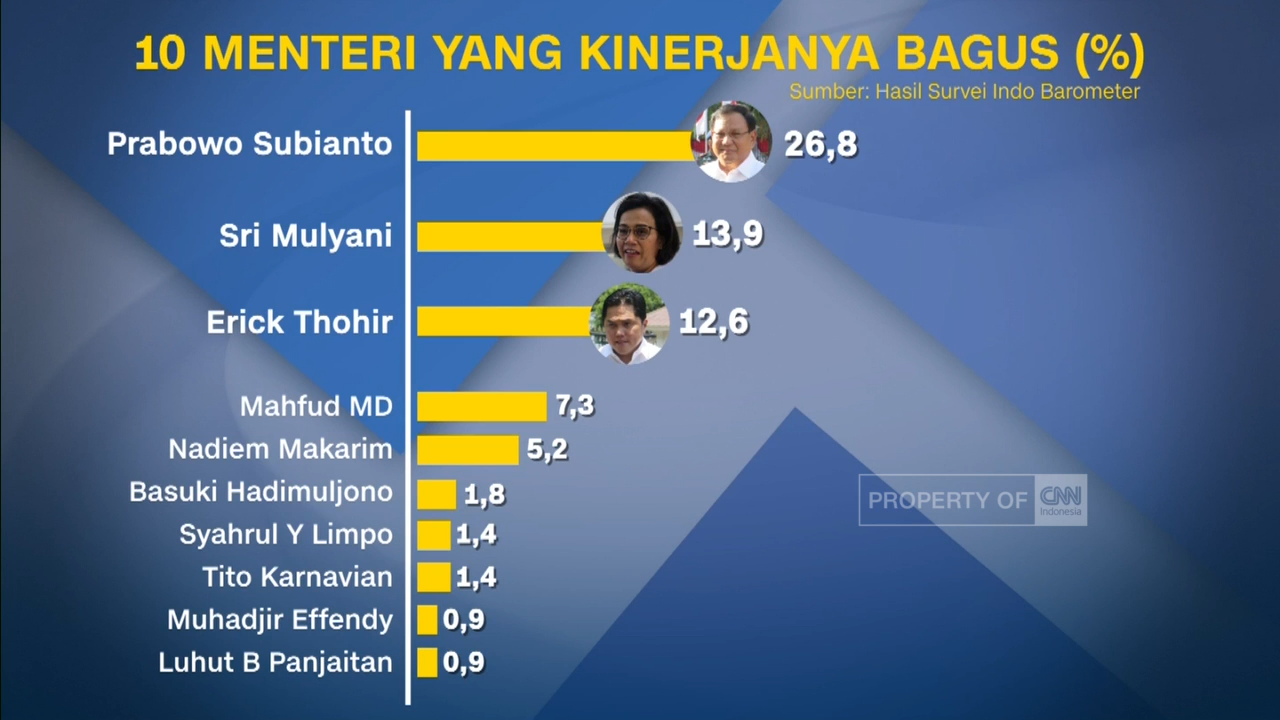 10 MENTERI YANG KINERJANYA BAGUS (%)
Sumber: Hasil Survei Indo Barometer
Prabowo Subianto 26,8
Sri Mulyani 13,9
Erick Thohir 12,6
Mahfud MD 7,3
Nadiem Makarim 5,2
Basuki Hadimuljono 1,8
Syahrul Y Limpo 1,4
Tito Karnavian 1,4
Muhadjir Effendy 0,9
Luhut B Panjaitan 0,9
PROPERTY OF CNN
Indonesia